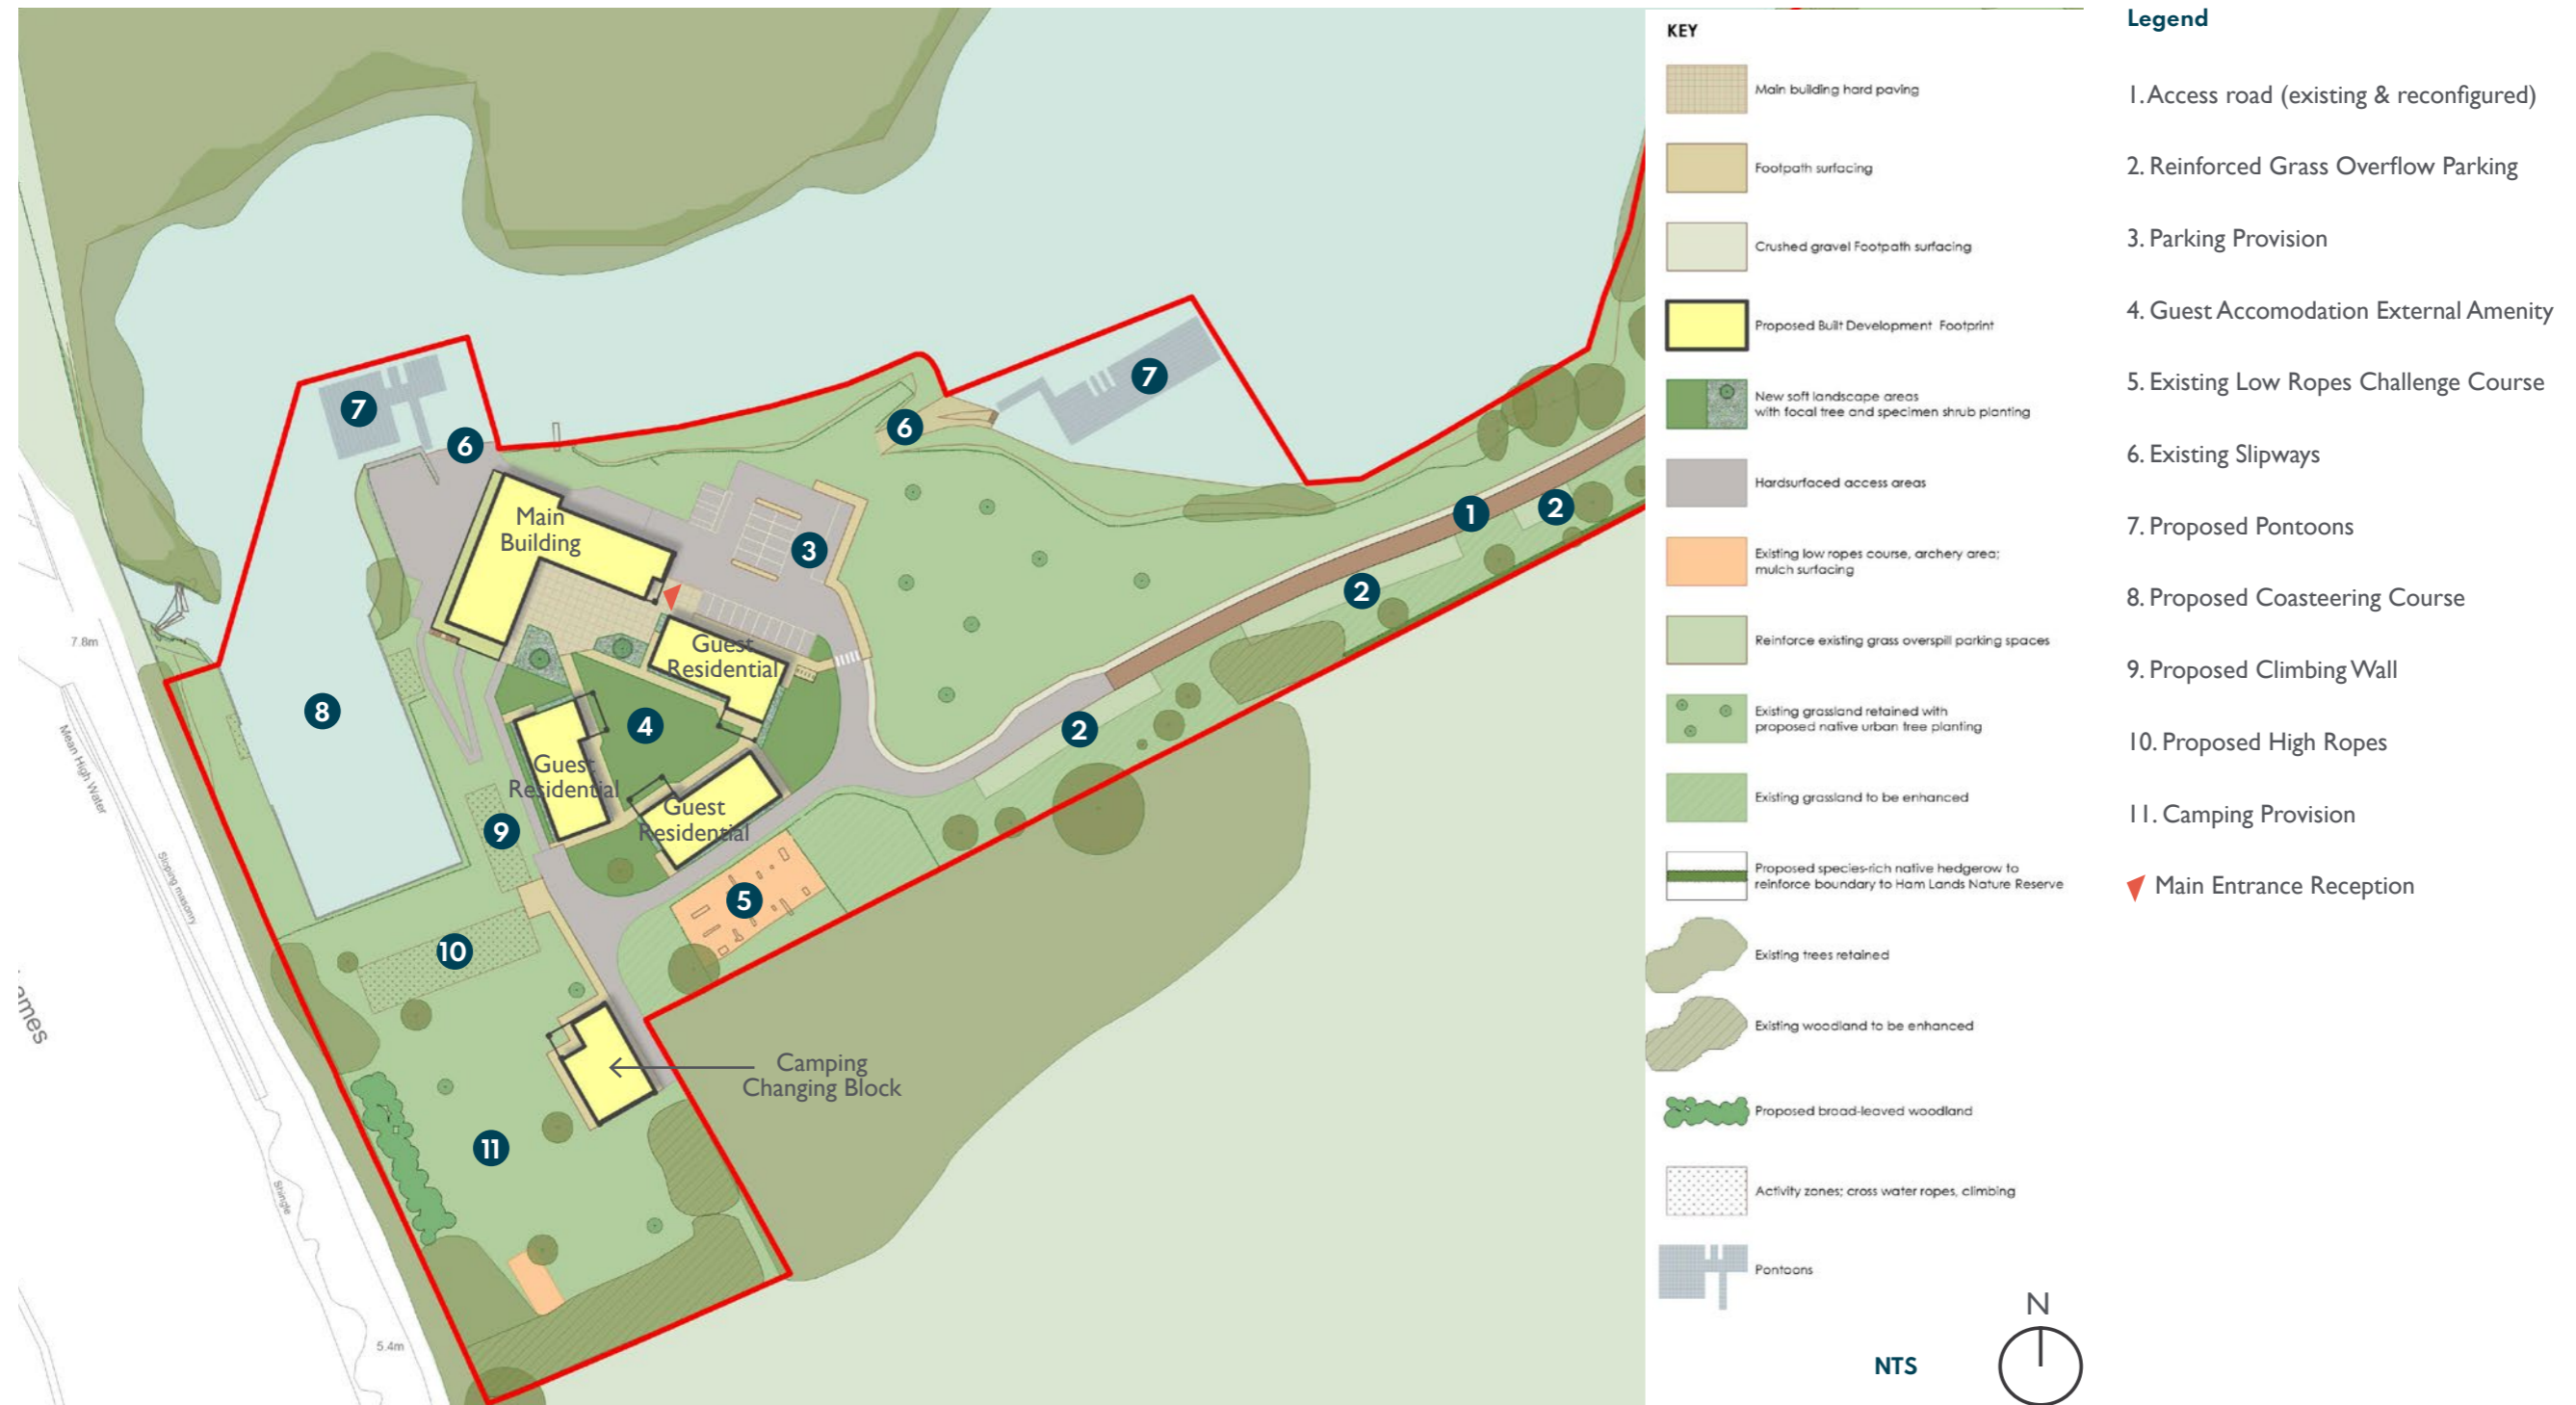 7
7
6
6
Main
Building
3
1
2
2
Guest
Residential
8
4
2
Guest
Residential
Guest
Residential
9
5
10
11
Camping
Changing Block
7.8m
Mean High Water
Sloping masonry
Shingle
ames
5.4m
KEY
Main building hard paving
Footpath surfacing
Crushed gravel Footpath surfacing
Proposed Built Development Footprint
New soft landscape areas
with focal tree and specimen shrub planting
Hardsurfaced access areas
Existing low ropes course, archery area;
mulch surfacing
Reinforce existing grass overspill parking spaces
Existing grassland retained with
proposed native urban tree planting
Existing grassland to be enhanced
Proposed species-rich native hedgerow to
reinforce boundary to Ham Lands Nature Reserve
Existing trees retained
Existing woodland to be enhanced
Proposed broad-leaved woodland
Activity zones; cross water ropes, climbing
Pontoons
NTS
N
Legend
1. Access road (existing & reconfigured)
2. Reinforced Grass Overflow Parking
3. Parking Provision
4. Guest Accomodation External Amenity
5. Existing Low Ropes Challenge Course
6. Existing Slipways
7. Proposed Pontoons
8. Proposed Coasteering Course
9. Proposed Climbing Wall
10. Proposed High Ropes
11. Camping Provision
Main Entrance Reception